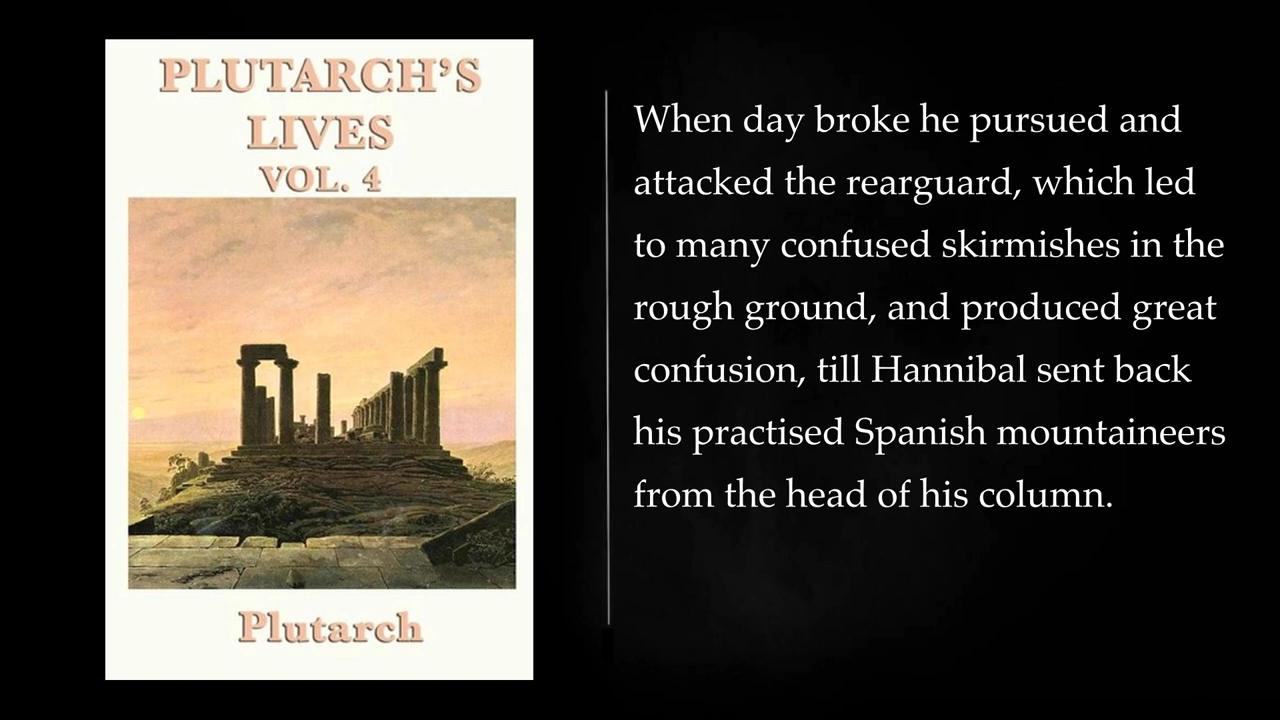 PLUTARCH'S
LIVES
VOL. 4
Plutarch
When day broke he pursued and
attacked the rearguard, which led
to many confused skirmishes in the
rough ground, and produced great
confusion, till Hannibal sent back
his practised Spanish mountaineers
from the head of his column.